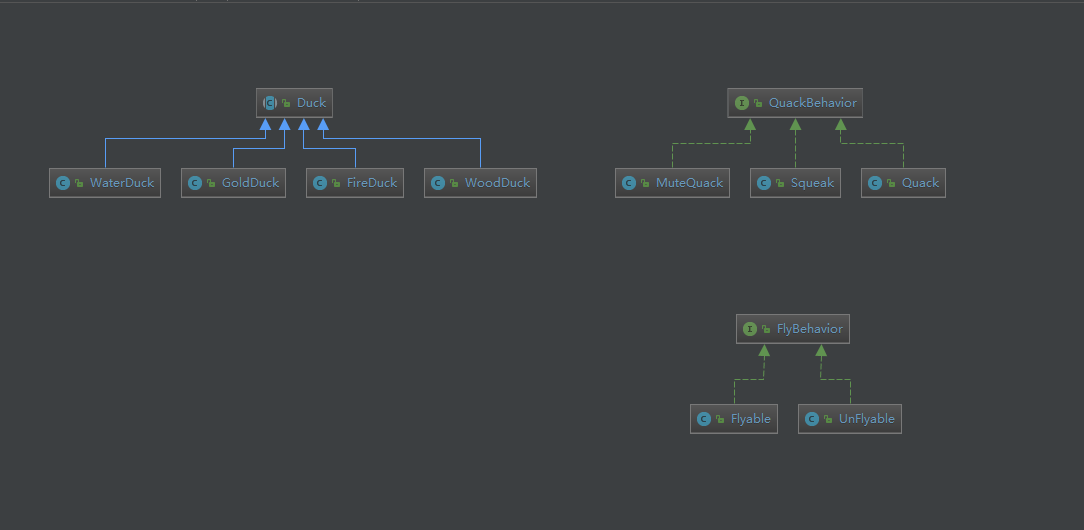 C Duck
I QuackBehavior
C WaterDuck
C GoldDuck
C FireDuck
C WoodDuck
C MuteQuack
C Squeak
C Quack
I FlyBehavior
C Flyable
C UnFlyable